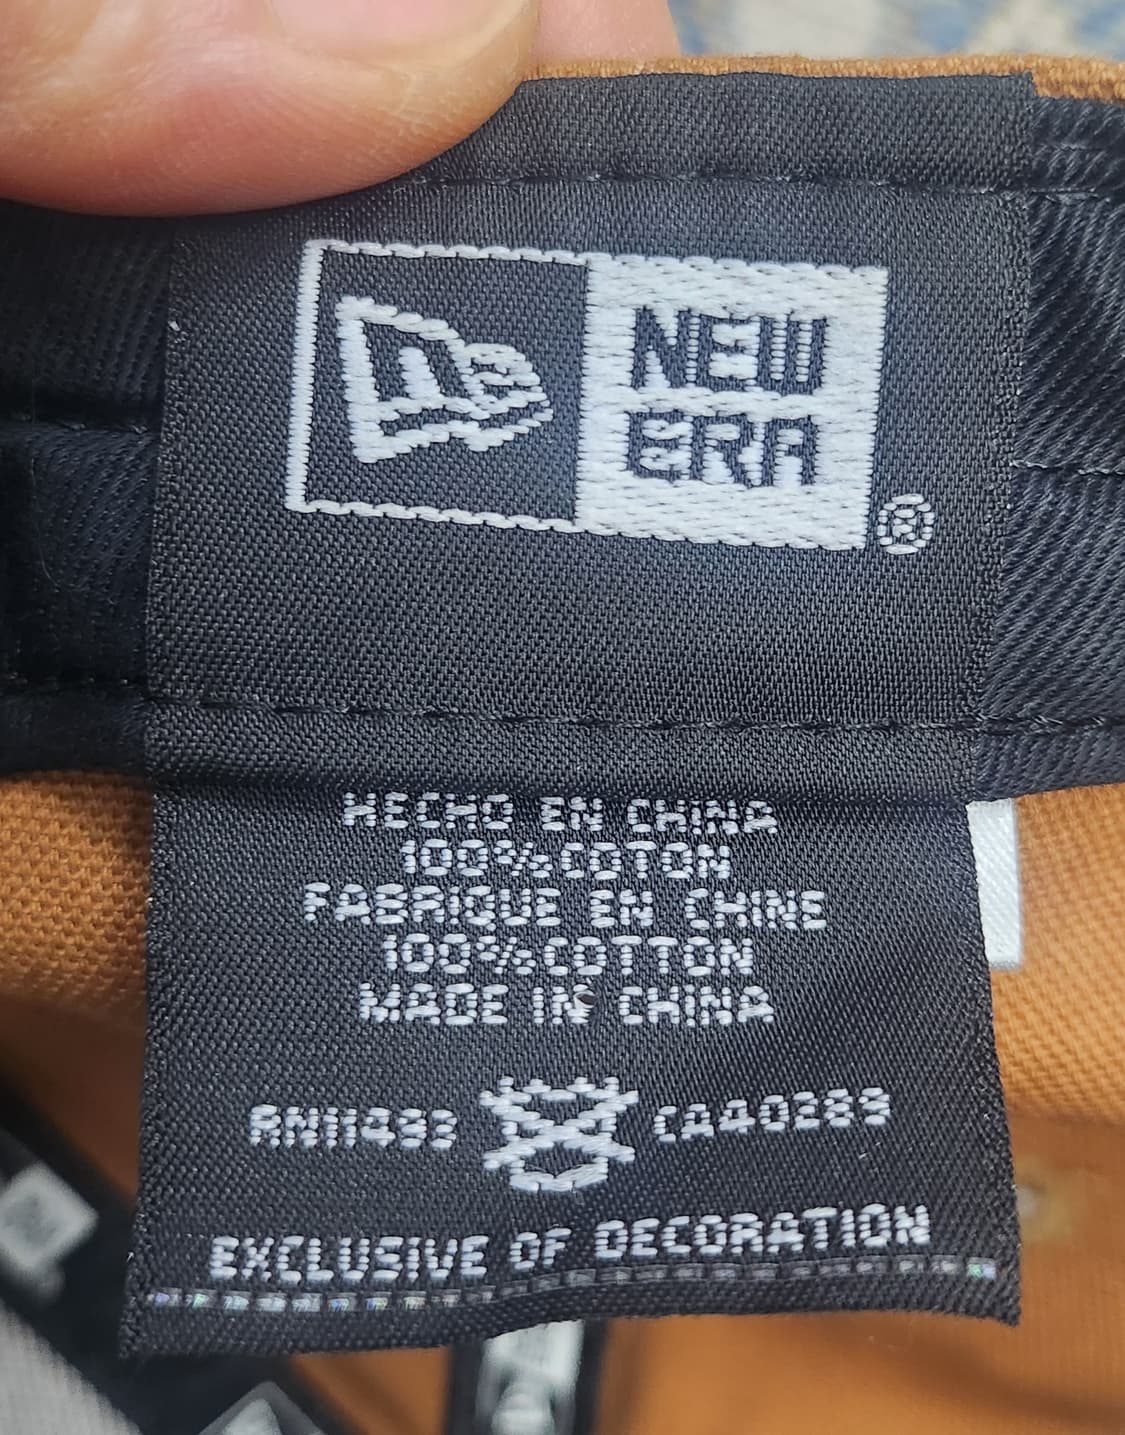 NEW
ERA
®
HECHO EN CHINA
100% COTON
FABRIQUE EN CHINE
100% COTTON
MADE IN CHINA
CA40289
EXCLUSIVE OF DECORATION